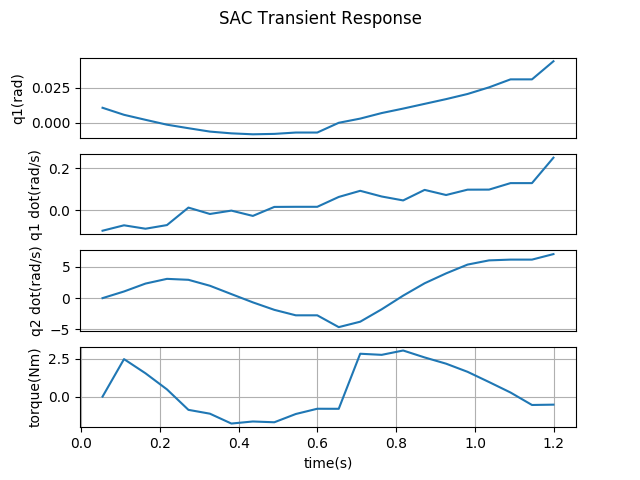 SAC Transient Response
q1(rad)
0.025
0.000
q1 dot(rad/s)
0.2
0.0
q2 dot(rad/s)
5
0
−5
torque(Nm)
2.5
0.0
0.0 0.2 0.4 0.6 0.8 1.0 1.2
time(s)